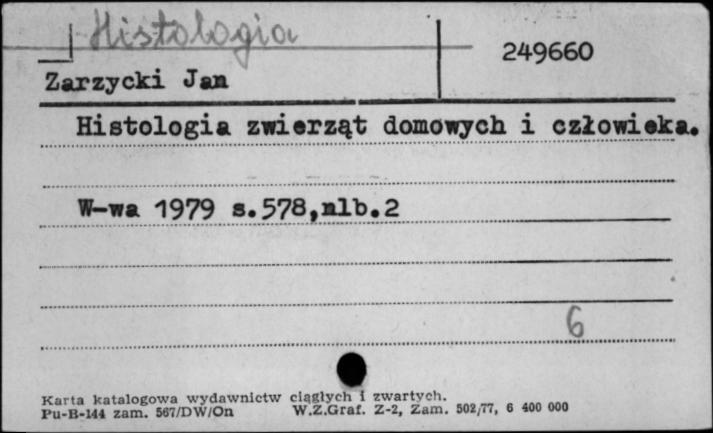 Histologia
249660
Zarzycki Jan
Histologia zwierząt domowych i człowieka.
W-wa 1979 s.578,nlb.2
6
Karta katalogowa wydawnictw ciągłych i zwartych.
Pu-B-144 zam. 567/DW/On W.Z.Graf. Z-2, Zam. 502/77, 6 400 000